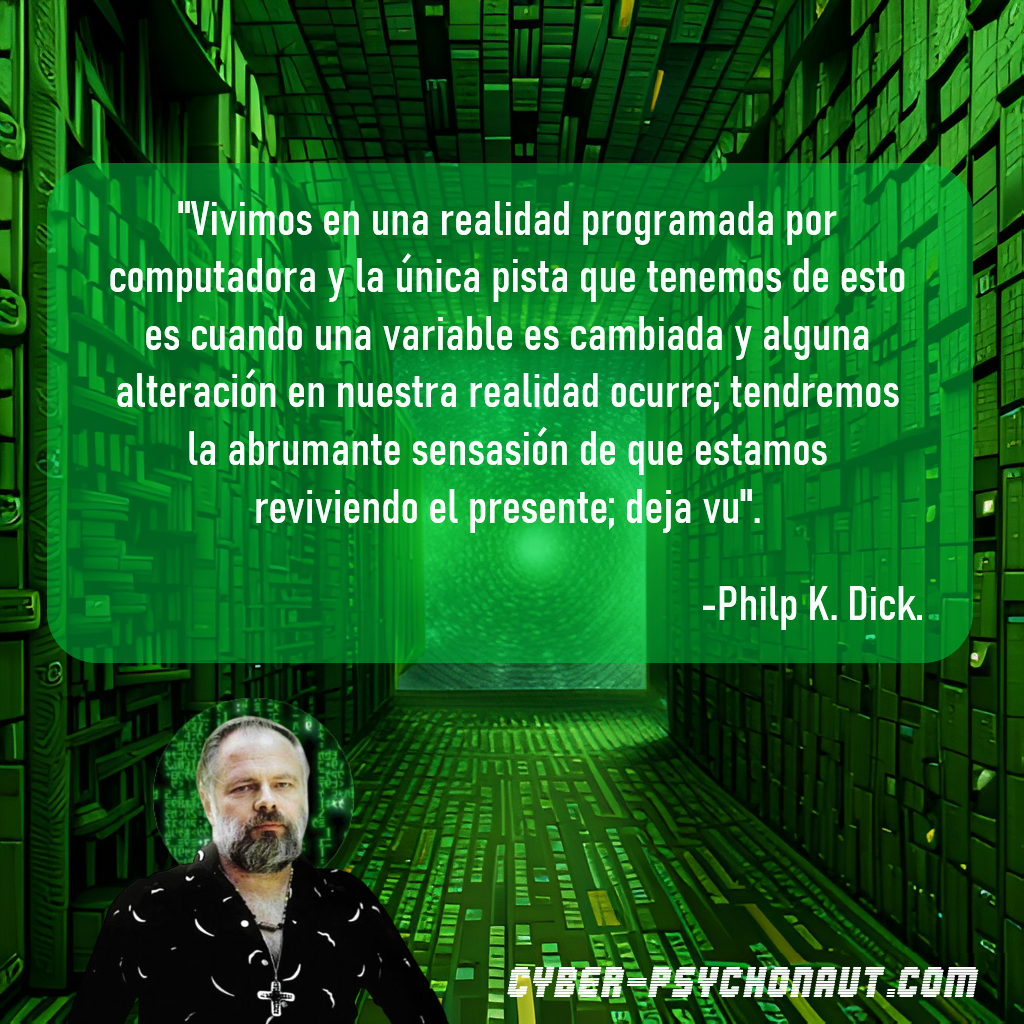 "Vivimos en una realidad programada por
computadora y la única pista que tenemos de esto
es cuando una variable es cambiada y alguna
alteración en nuestra realidad ocurre; tendremos
la abrumante sensasión de que estamos
reviviendo el presente; deja vu".
-Philp K. Dick.
CYBER-PSYCHONAUT.COM